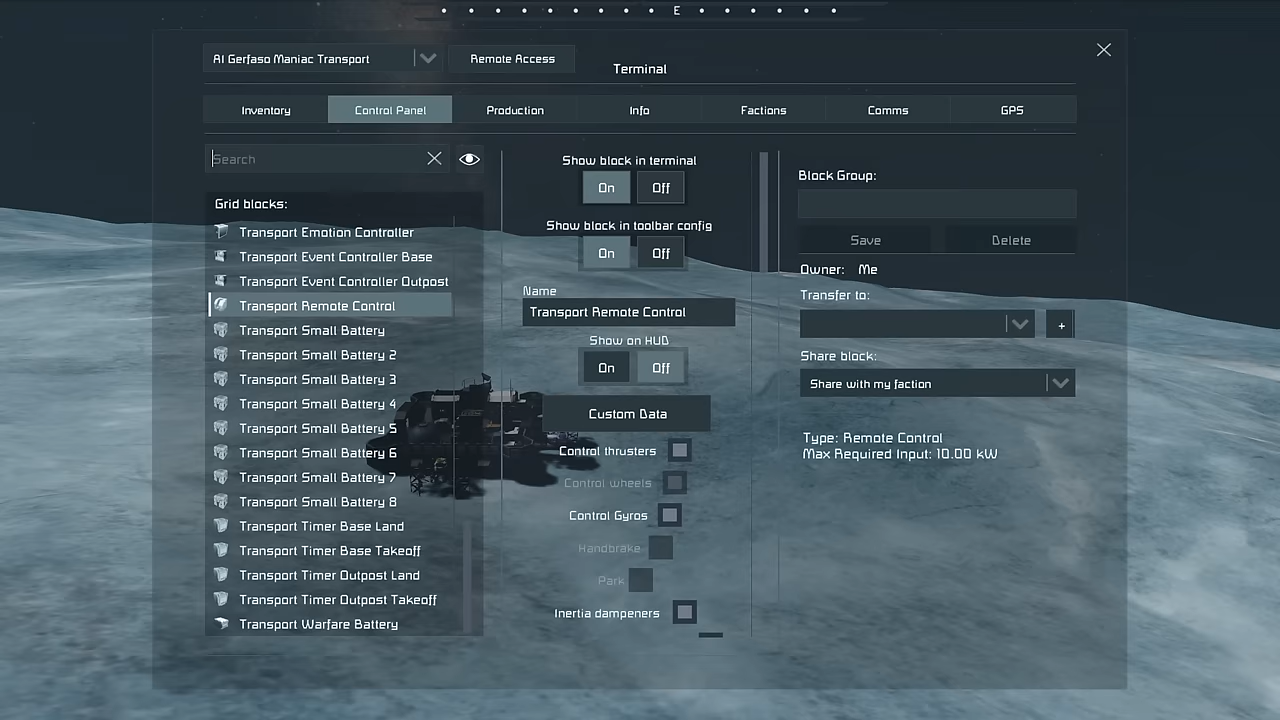 E
AI Gerfaso Maniac Transport
Remote Access
Terminal
Inventory
Control Panel
Production
Info
Factions
Comms
GPS
Search
Grid blocks:
Transport Emotion Controller
Transport Event Controller Base
Transport Event Controller Outpost
Transport Remote Control
Transport Small Battery
Transport Small Battery 2
Transport Small Battery 3
Transport Small Battery 4
Transport Small Battery 5
Transport Small Battery 6
Transport Small Battery 7
Transport Small Battery 8
Transport Timer Base Land
Transport Timer Base Takeoff
Transport Timer Outpost Land
Transport Timer Outpost Takeoff
Transport Warfare Battery
Show block in terminal
On Off
Show block in toolbar config
On Off
Name
Transport Remote Control
Show on HUD
On Off
Custom Data
Control thrusters
Control wheels
Control Gyros
Handbrake
Park
Inertia dampeners
Block Group:
Save Delete
Owner: Me
Transfer to:
+
Share block:
Share with my faction
Type: Remote Control
Max Required Input: 10.00 kW